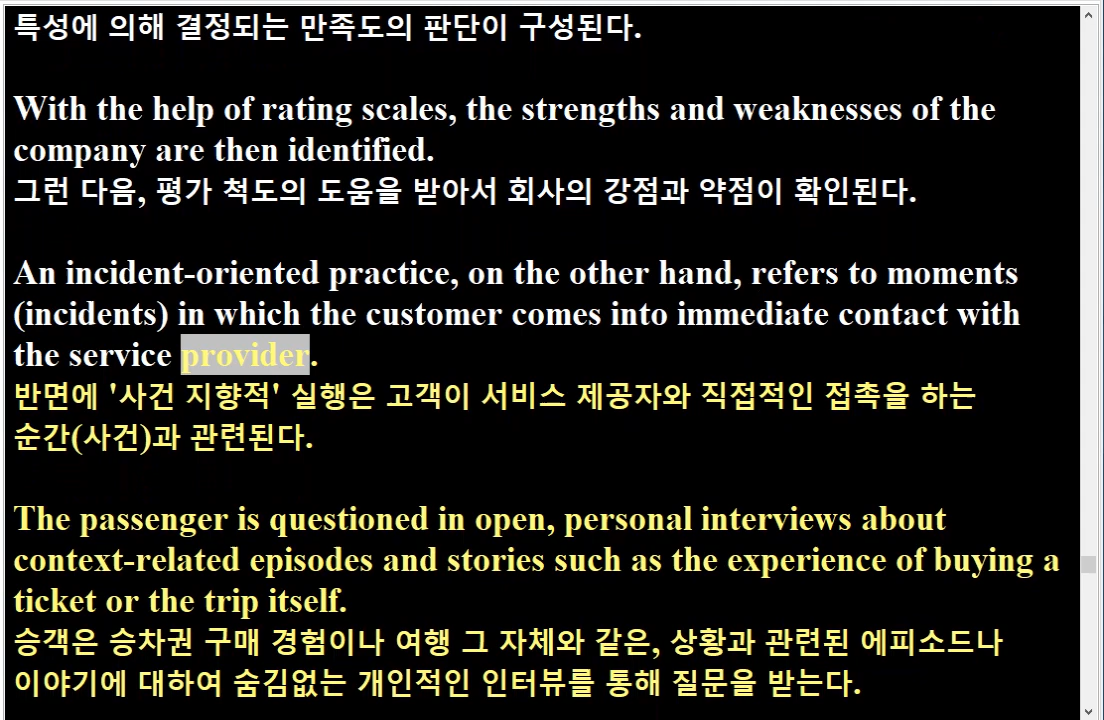 특성에 의해 결정되는 만족도의 판단이 구성된다.
With the help of rating scales, the strengths and weaknesses of the
company are then identified.
그런 다음, 평가 척도의 도움을 받아서 회사의 강점과 약점이 확인된다.
An incident-oriented practice, on the other hand, refers to moments
(incidents) in which the customer comes into immediate contact with
the service provider.
반면에 '사건 지향적' 실행은 고객이 서비스 제공자와 직접적인 접촉을 하는
순간(사건)과 관련된다.
The passenger is questioned in open, personal interviews about
context-related episodes and stories such as the experience of buying a
ticket or the trip itself.
승객은 승차권 구매 경험이나 여행 그 자체와 같은, 상황과 관련된 에피소드나
이야기에 대하여 숨김없는 개인적인 인터뷰를 통해 질문을 받는다.